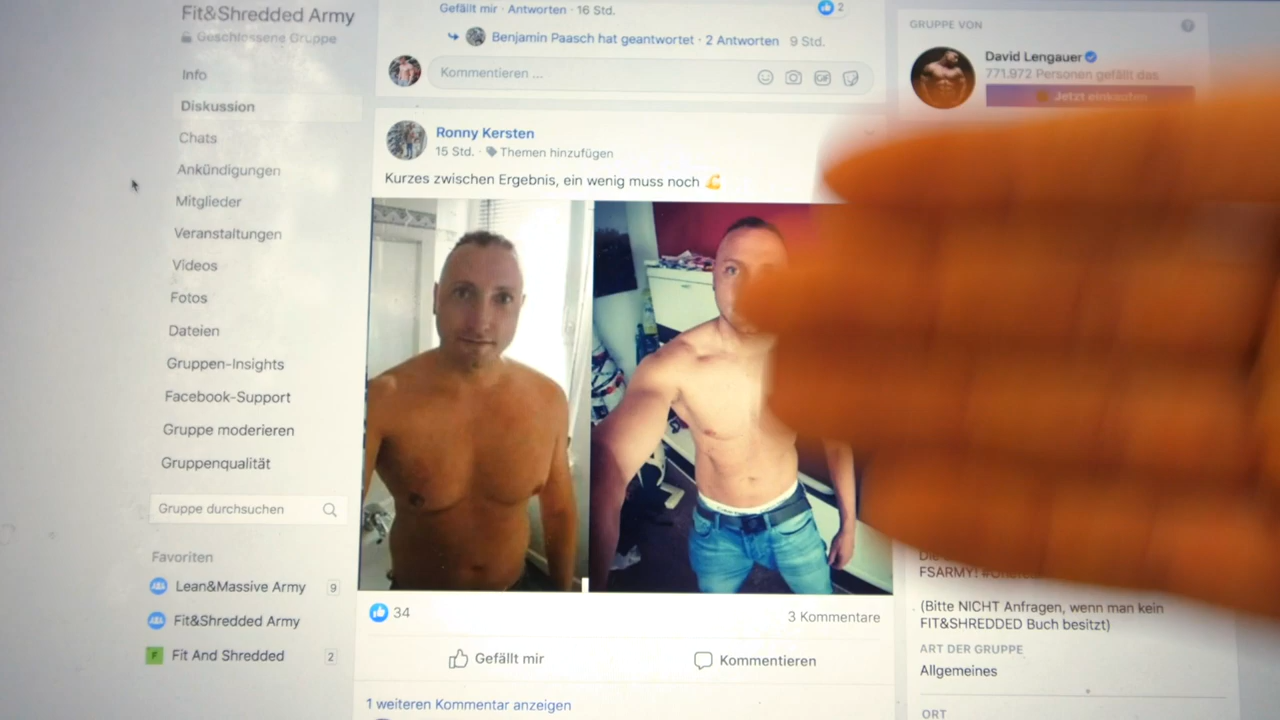 Fit&Shredded Army
Geschlossene Gruppe
Info
Diskussion
Chats
Ankündigungen
Mitglieder
Veranstaltungen
Videos
Fotos
Dateien
Gruppen-Insights
Facebook-Support
Gruppe moderieren
Gruppenqualität
Gruppe durchsuchen
Favoriten
Lean&Massive Army 9
Fit&Shredded Army
Fit And Shredded 2
Gefällt mir · Antworten · 16 Std.
2
Benjamin Paasch hat geantwortet · 2 Antworten 9 Std.
Kommentieren ...
GIF
Ronny Kersten
15 Std. · Themen hinzufügen
Kurzes zwischen Ergebnis, ein wenig muss noch 💪
34
3 Kommentare
Gefällt mir
Kommentieren
1 weiteren Kommentar anzeigen
GRUPPE VON
?
David Lengauer
771.972 Personen gefällt das
Jetzt einkaufen
FSARMY!
(Bitte NICHT Anfragen, wenn man kein
FIT&SHREDDED Buch besitzt)
ART DER GRUPPE
Allgemeines
ORT